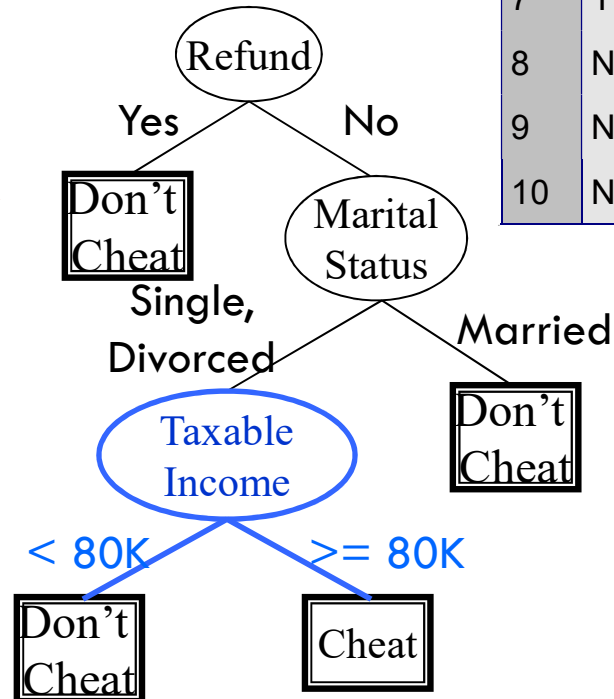 Refund
7
8 N
9 N
10 N
Yes
No
Don't
Cheat
Marital
Status
Single,
Divorced
Married
Taxable
Income
Don't
Cheat
< 80K
>= 80K
Don't
Cheat
Cheat